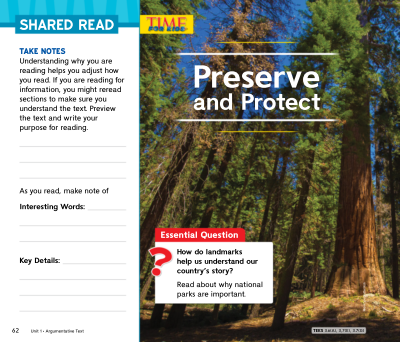 SHARED READ
TAKE NOTES
Understanding why you are
reading helps you adjust how
you read. If you are reading for
information, you might reread
sections to make sure you
understand the text. Preview
the text and write your
purpose for reading.
As you read, make note of
Interesting Words:
Key Details:
62
Unit 1 • Argumentative Text
TIME
FOR KIDS
Preserve
and Protect
Essential Question
?
How do landmarks
help us understand our
country's story?
Read about why national
parks are important.
TEKS